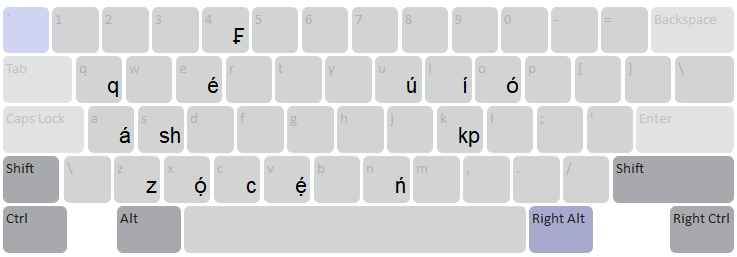 ` 1 2 3 4 ₣ 5 6 7 8 9 0 - = Backspace
Tab q q w e é r t y u ú i í o ó p [ ] \
Caps Lock a á s sh d f g h j k kp l ; ' Enter
Shift \ z z x ọ́ c c v ẹ́ b n ń m , . / Shift
Ctrl Alt Right Alt Right Ctrl